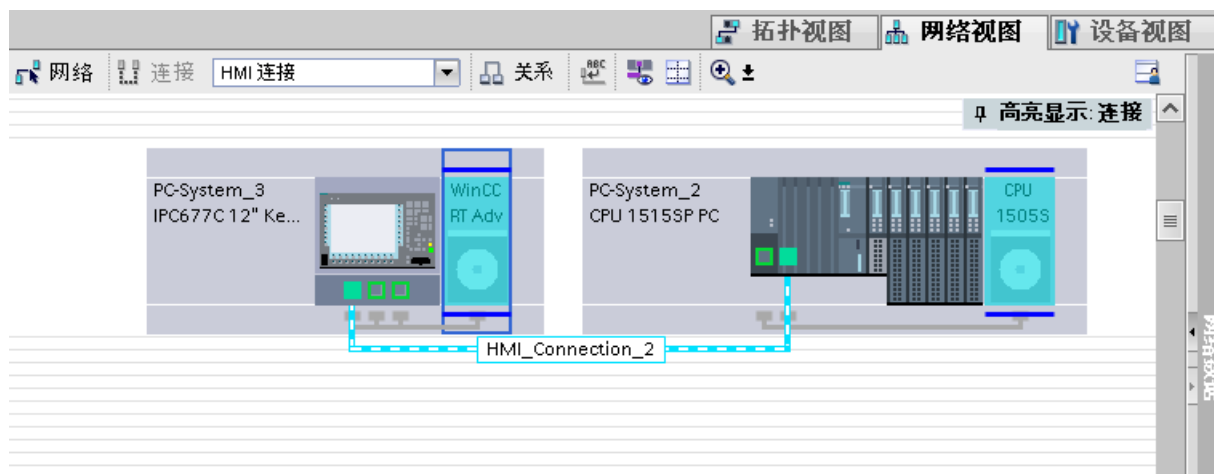 拓扑视图 网络视图 设备视图
网络 连接 HMI 连接 关系
高亮显示: 连接
PC-System_3
IPC677C 12" Ke...
WinCC
RT Adv
PC-System_2
CPU 1515SP PC
CPU
1505S
HMI_Connection_2